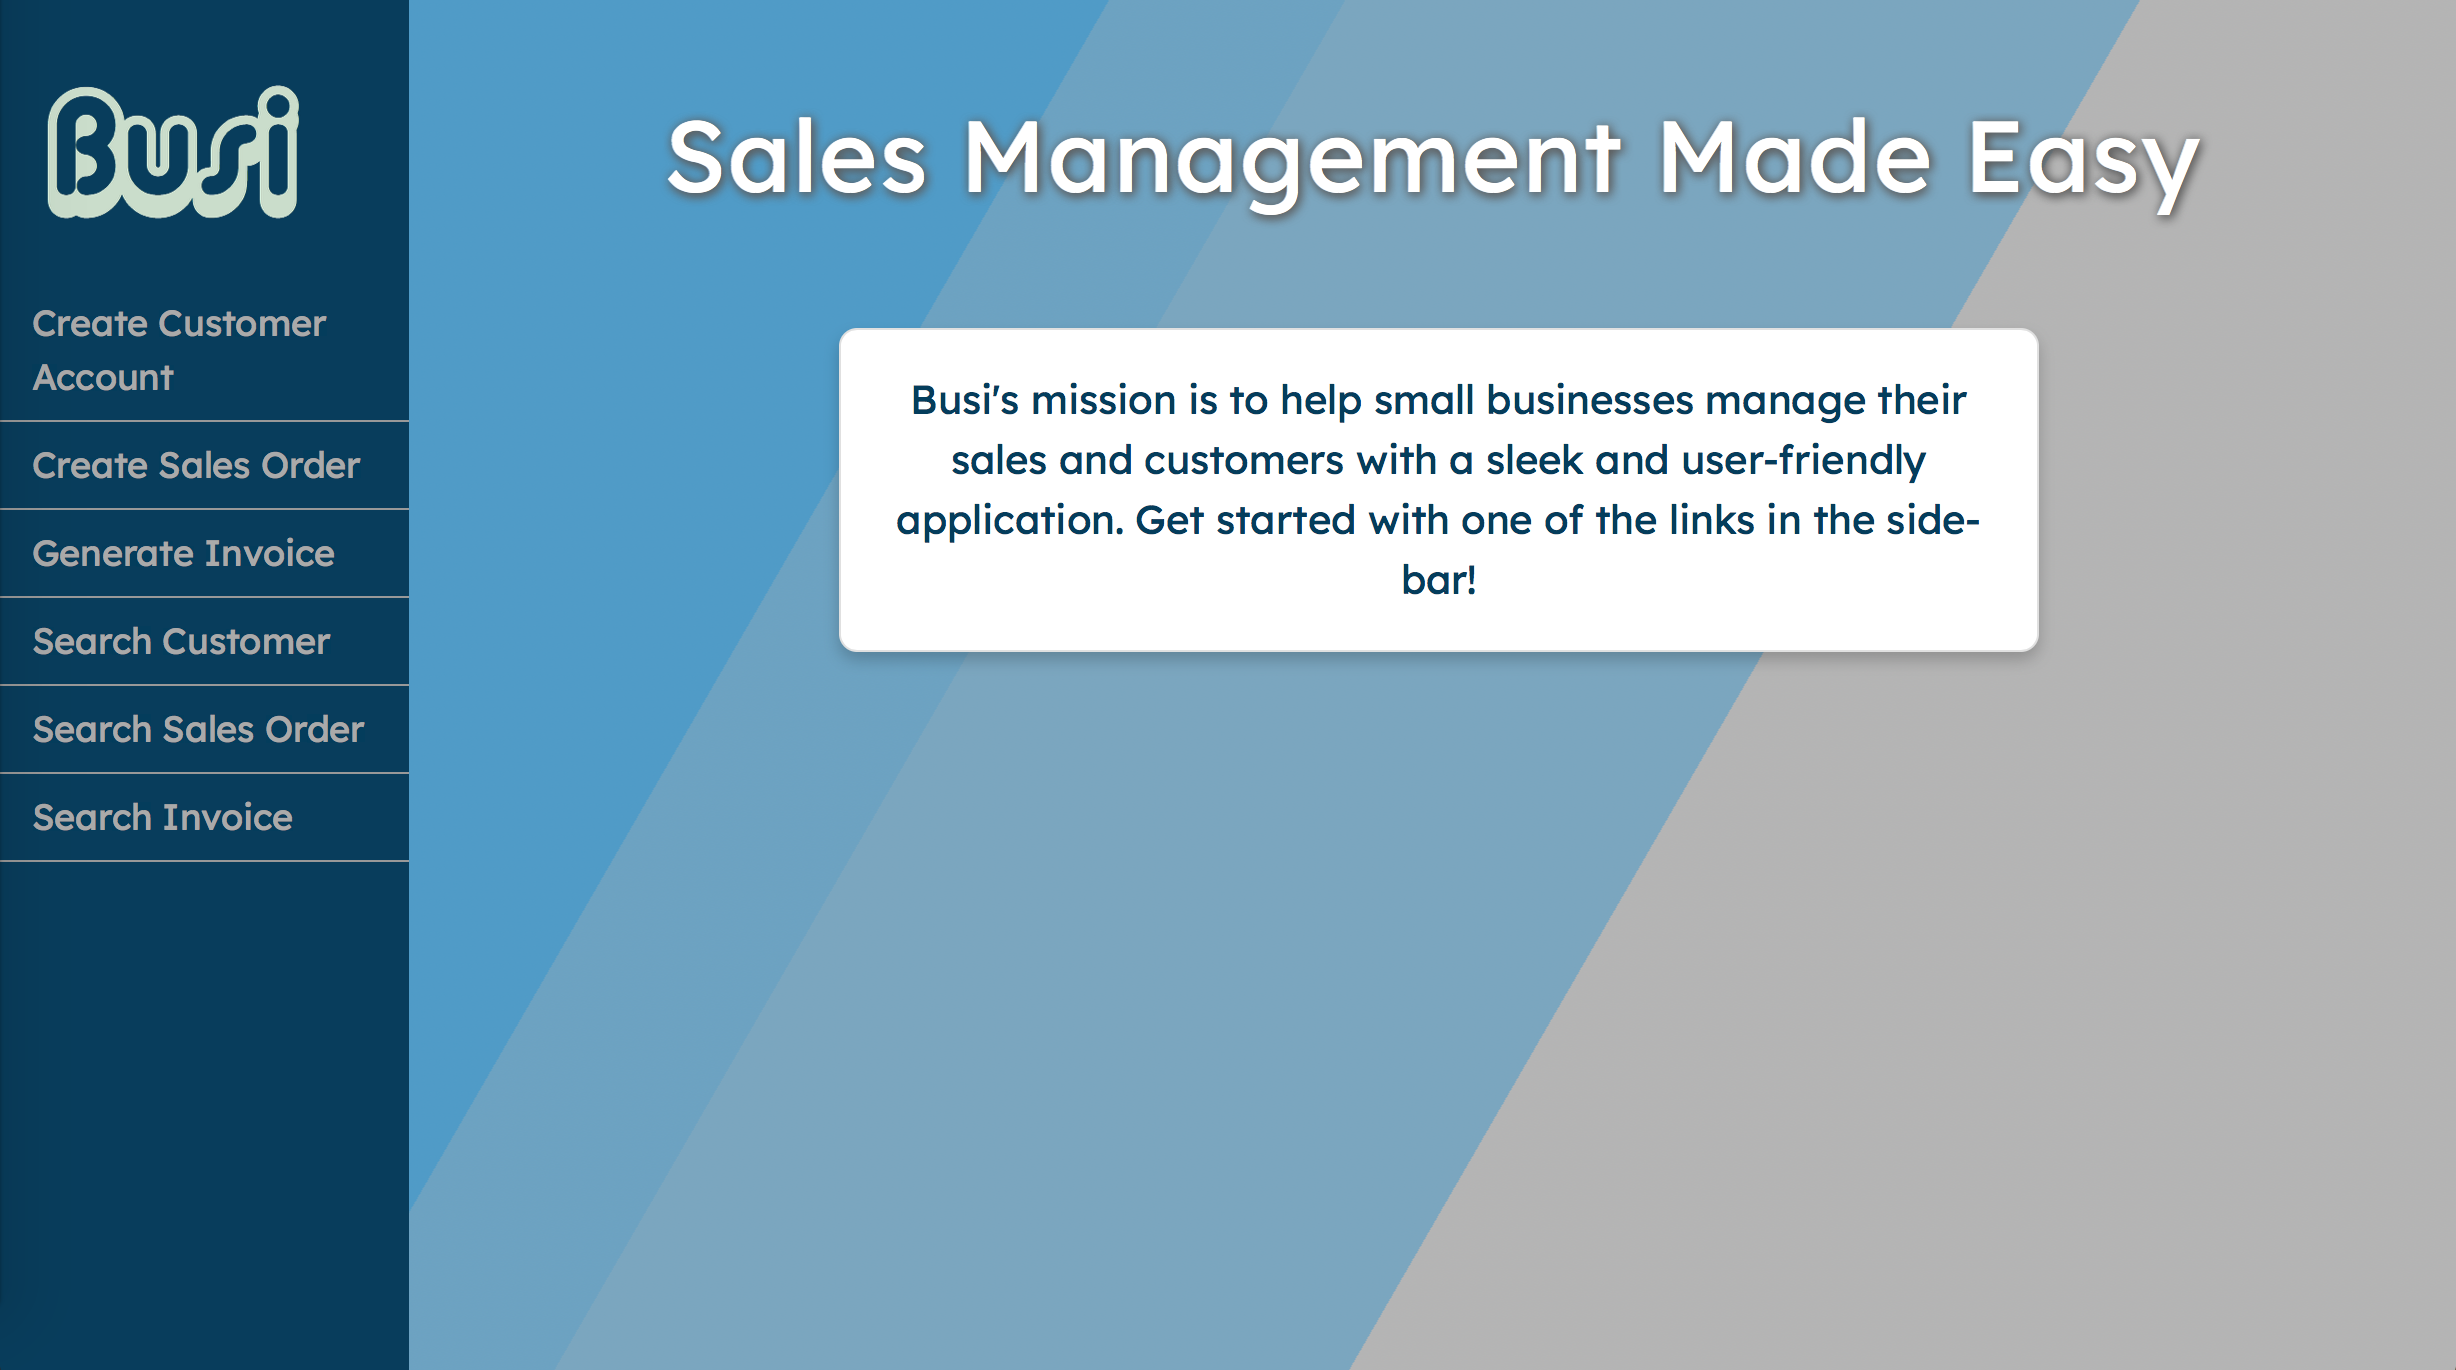 Busi
Create Customer
Account
Create Sales Order
Generate Invoice
Search Customer
Search Sales Order
Search Invoice
Sales Management Made Easy
Busi's mission is to help small businesses manage their
sales and customers with a sleek and user-friendly
application. Get started with one of the links in the side-
bar!